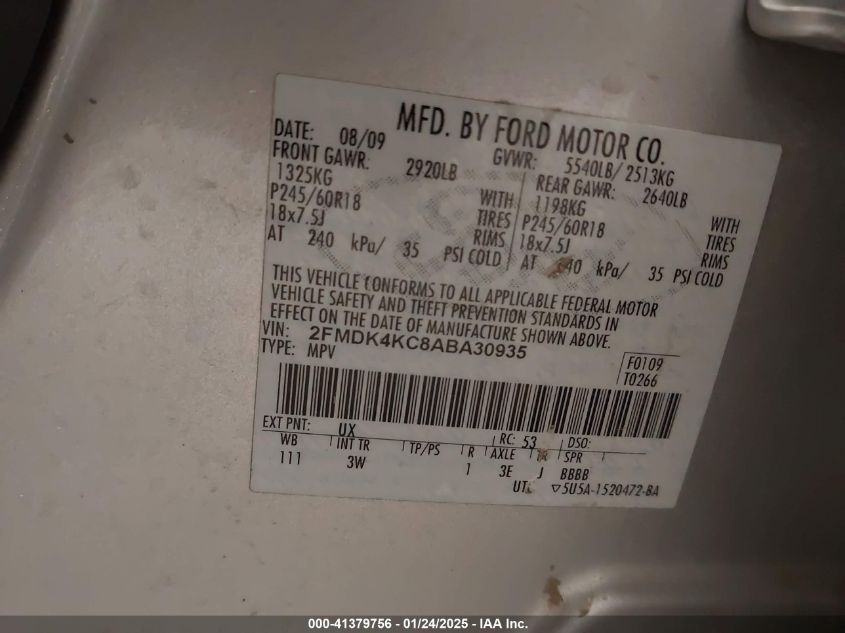 MFD. BY FORD MOTOR CO.
DATE: 08/09 GVWR: 5540LB/ 2513KG
FRONT GAWR: 2920LB REAR GAWR: 2640LB
1325KG WITH 1198KG WITH
P245/60R18 TIRES P245/60R18 TIRES
18x7.5J RIMS 18x7.5J RIMS
AT 240 kPa/ 35 PSI COLD AT 240 kPa/ 35 PSI COLD
THIS VEHICLE CONFORMS TO ALL APPLICABLE FEDERAL MOTOR
VEHICLE SAFETY AND THEFT PREVENTION STANDARDS IN
EFFECT ON THE DATE OF MANUFACTURE SHOWN ABOVE.
VIN: 2FMDK4KC8ABA30935
TYPE: MPV F0109
T0266
EXT PNT: UX RC: 53 DSO:
WB INT TR TP/PS R AXLE TR SPR
111 3W 1 3E J BBBB
UTC ▽5U5A-1520472-BA
000-41379756 - 01/24/2025 - IAA Inc.